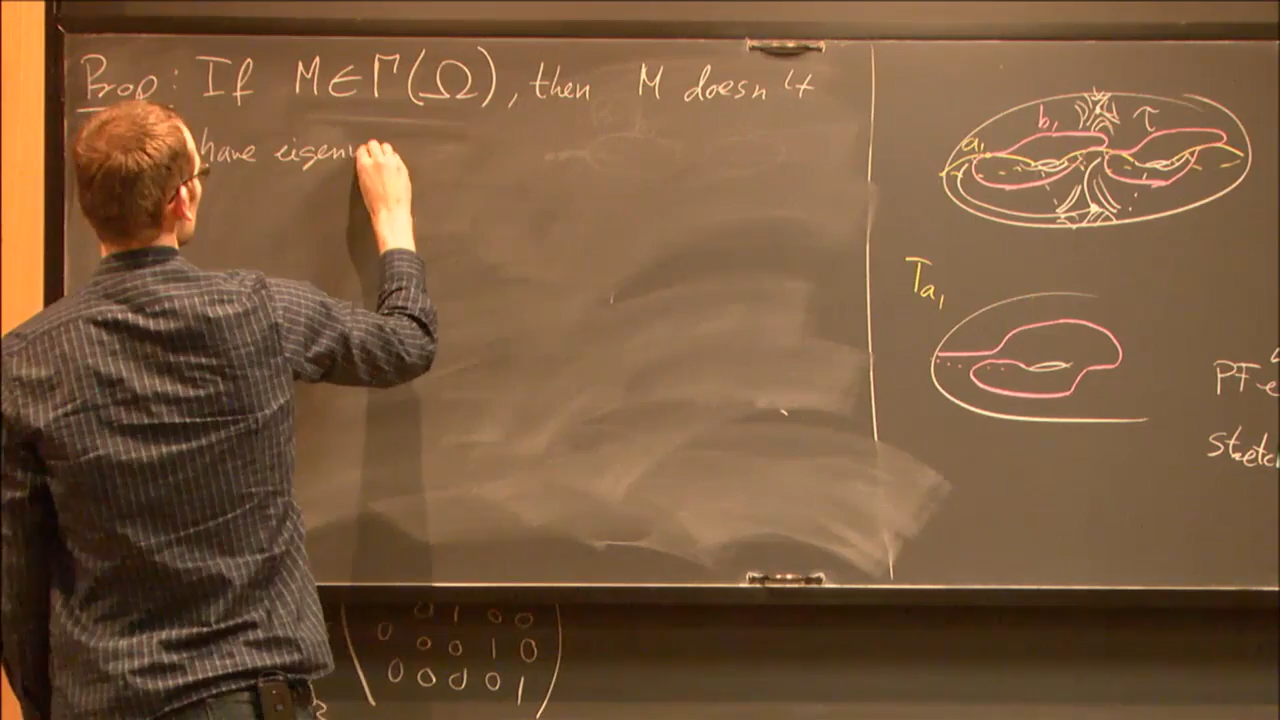 Prop: If M ∈ Γ(Ω), then M doesn't
have eigen
a₁ b₁ τ
Tₐ₁
PF
stretc
0 1 0 0
0 0 0 1 0
0 0 0 0 1